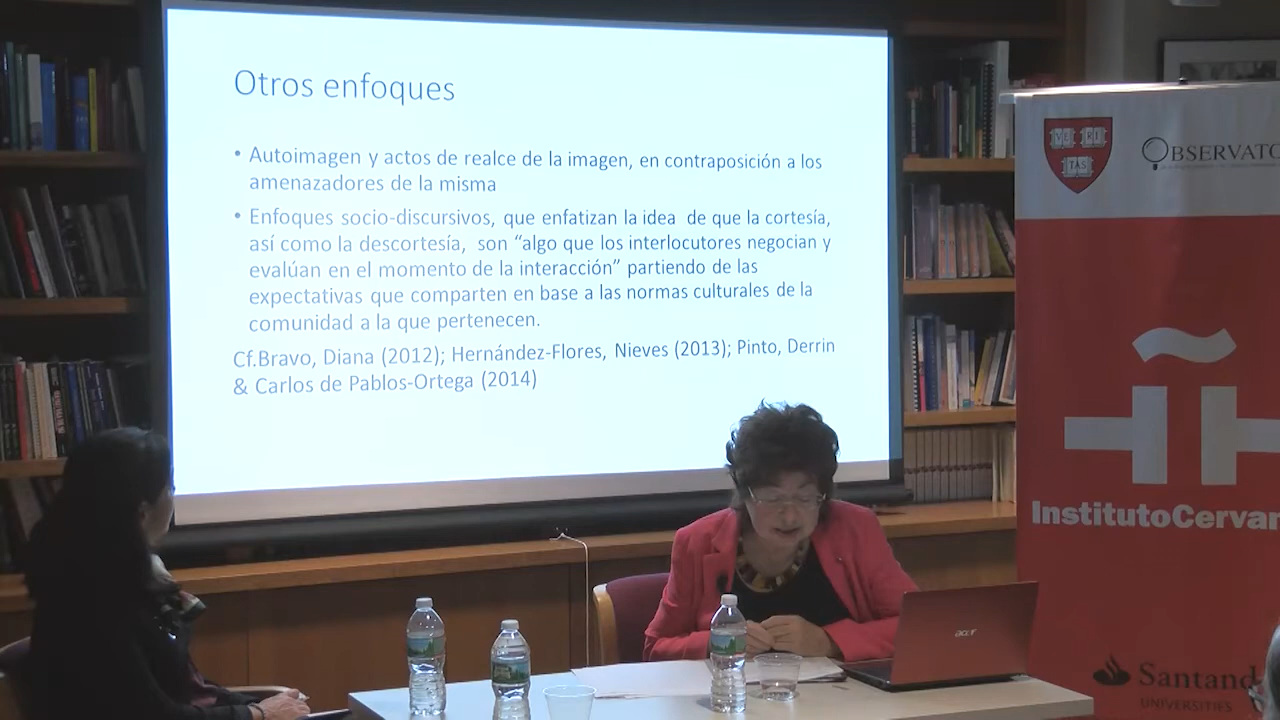 Otros enfoques
• Autoimagen y actos de realce de la imagen, en contraposición a los
amenazadores de la misma
• Enfoques socio-discursivos, que enfatizan la idea de que la cortesía,
así como la descortesía, son “algo que los interlocutores negocian y
evalúan en el momento de la interacción” partiendo de las
expectativas que comparten en base a las normas culturales de la
comunidad a la que pertenecen.
Cf.Bravo, Diana (2012); Hernández-Flores, Nieves (2013); Pinto, Derrin
& Carlos de Pablos-Ortega (2014)
VE RI
TAS
OBSERVATO
InstitutoCervan
Santand
UNIVERSITIES
acer